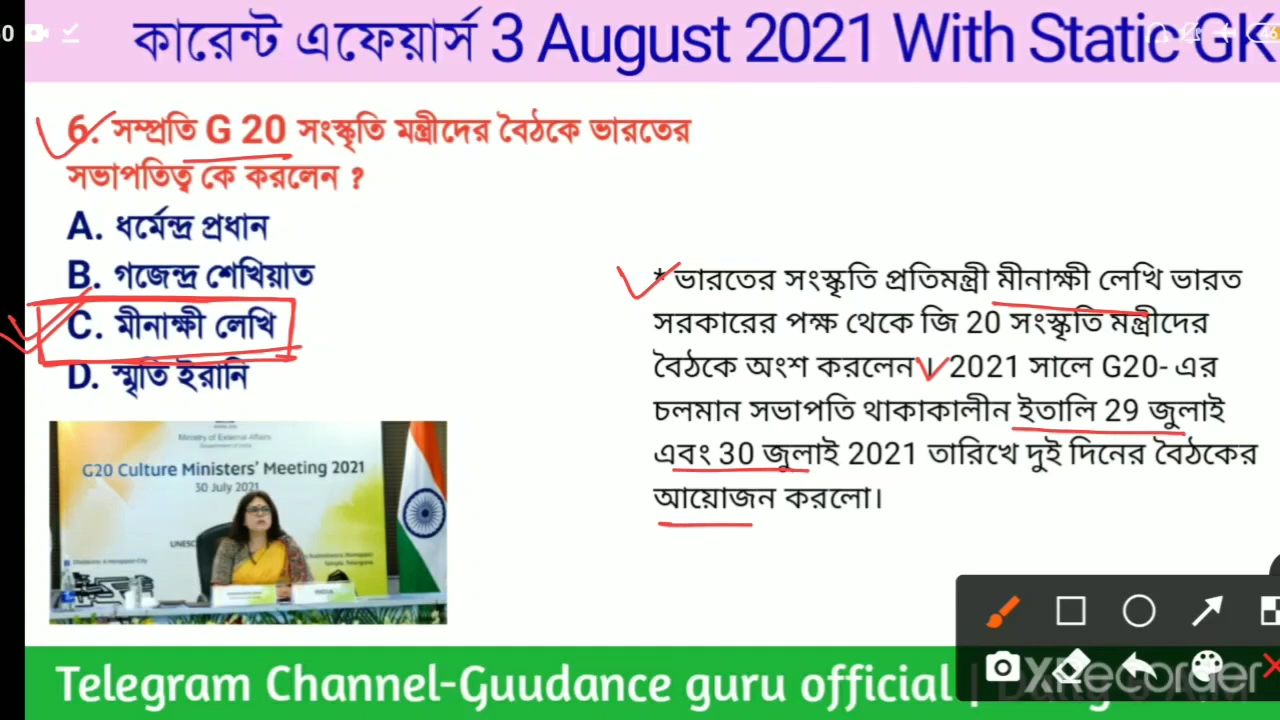 কারেন্ট এফেয়ার্স 3 August 2021 With Static GK
6. সম্প্রতি G 20 সংস্কৃতি মন্ত্রীদের বৈঠকে ভারতের
সভাপতিত্ব কে করলেন ?
A. ধর্মেন্দ্র প্রধান
B. গজেন্দ্র শেখিয়াত
C. মীনাক্ষী লেখি
D. স্মৃতি ইরানি
* ভারতের সংস্কৃতি প্রতিমন্ত্রী মীনাক্ষী লেখি ভারত
সরকারের পক্ষ থেকে জি 20 সংস্কৃতি মন্ত্রীদের
বৈঠকে অংশ করলেন । 2021 সালে G20- এর
চলমান সভাপতি থাকাকালীন ইতালি 29 জুলাই
এবং 30 জুলাই 2021 তারিখে দুই দিনের বৈঠকের
আয়োজন করলো।
Ministry of External Affairs
G20 Culture Ministers' Meeting 2021
30 July 2021
UNESC
INDIA
Telegram Channel-Guudance guru official |
XRecorder